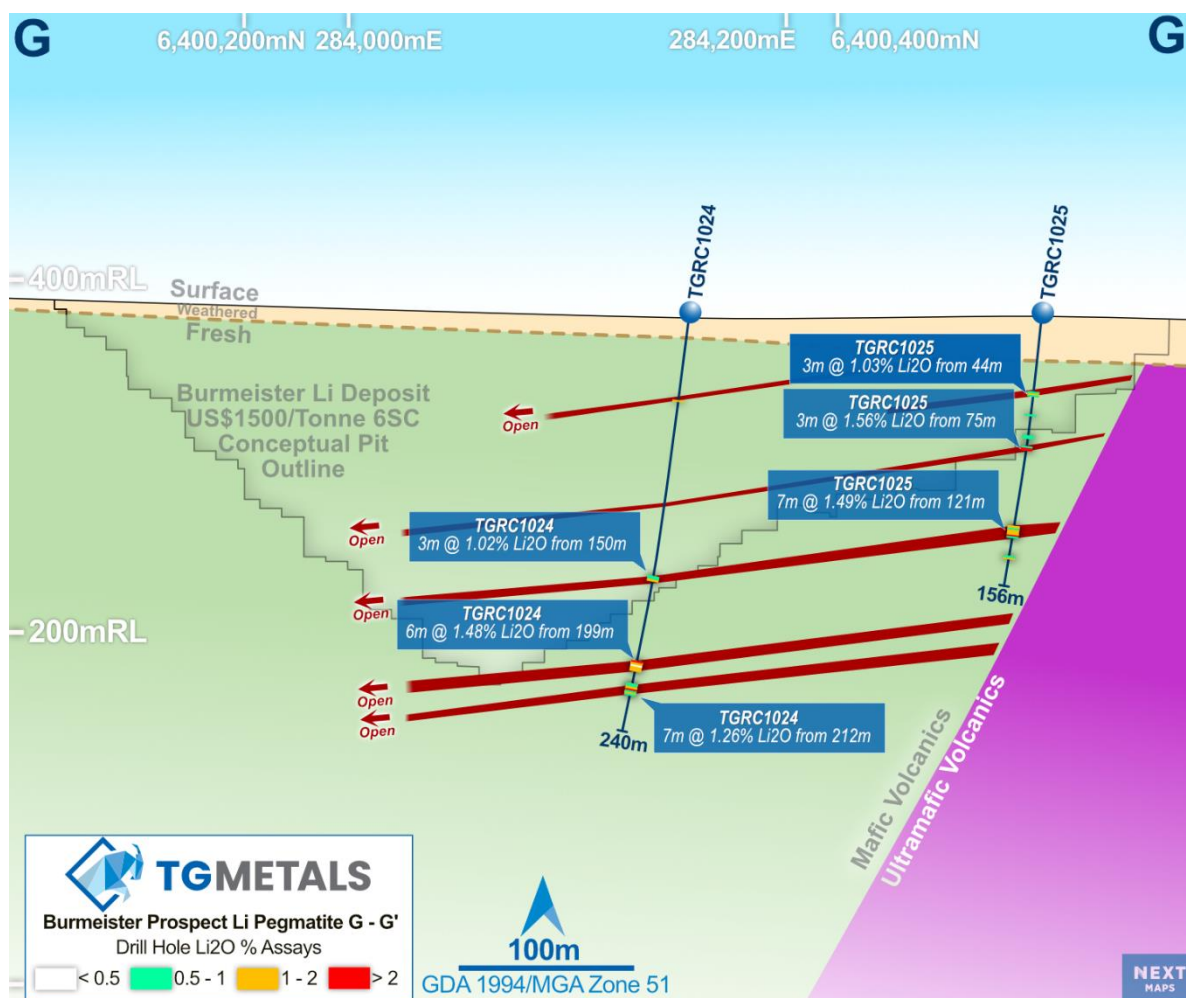 G
6,400,200mN
284,000mE
284,200mE
6,400,400mN
G
TGRC1024
TGRC1025
400mRL
Surface
Weathered
Fresh
Burmeister Li Deposit
US$1500/Tonne 6SC
Conceptual Pit
Outline
TGRC1025
3m @ 1.03% Li2O from 44m
Open
TGRC1025
3m @ 1.56% Li2O from 75m
TGRC1025
7m @ 1.49% Li2O from 121m
Open
TGRC1024
3m @ 1.02% Li2O from 150m
156m
Open
TGRC1024
6m @ 1.48% Li2O from 199m
200mRL
Open
Open
TGRC1024
7m @ 1.26% Li2O from 212m
240m
Mafic Volcanics
Ultramafic Volcanics
TGMETALS
Burmeister Prospect Li Pegmatite G - G'
Drill Hole Li2O % Assays
< 0.5 0.5 - 1 1 - 2 > 2
100m
GDA 1994/MGA Zone 51
NEXT
MAPS